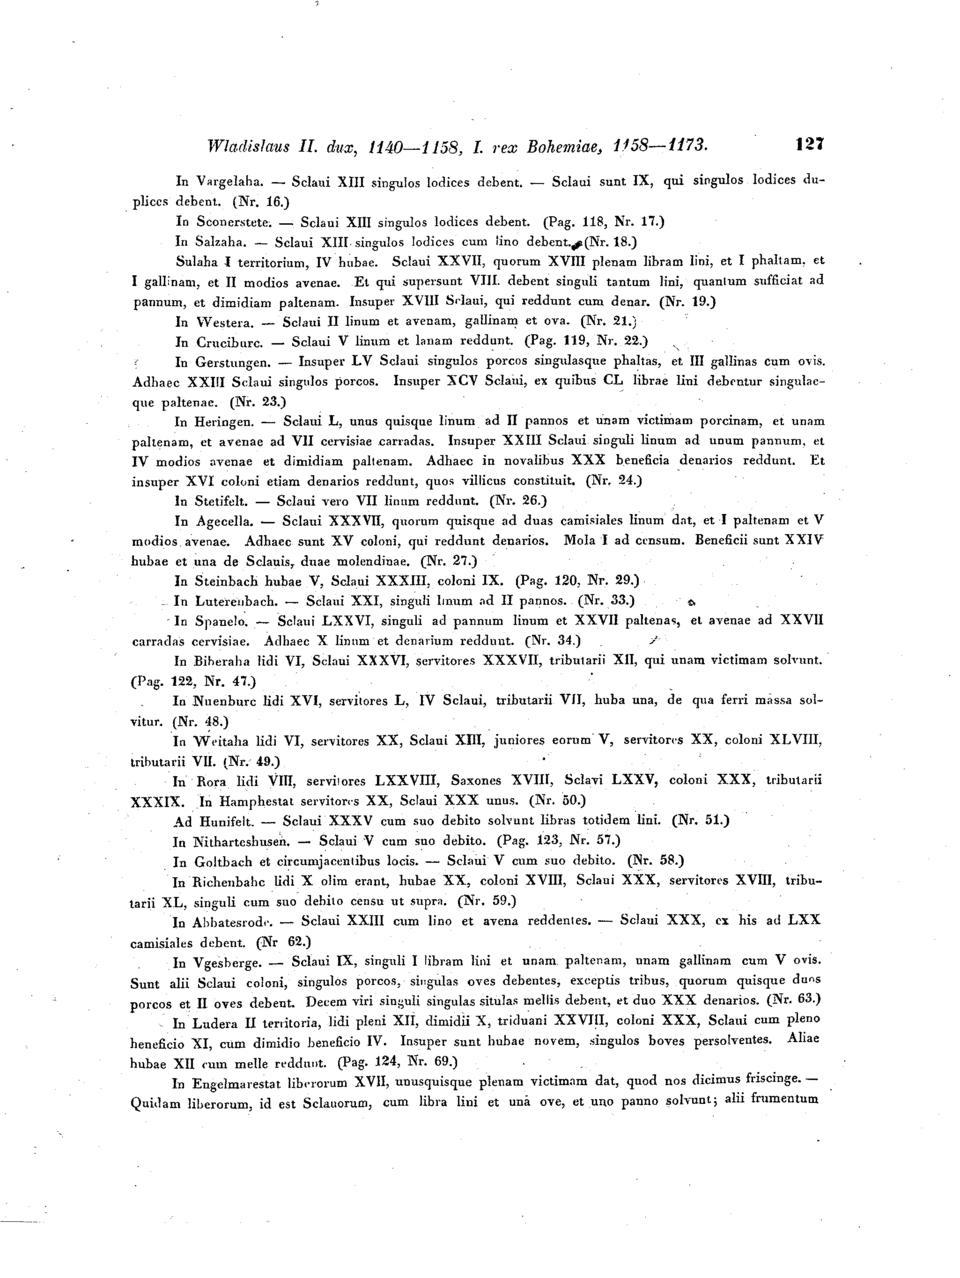 Wladislaus II. dux, 1140—1158, I. rex Bohemiae, 1158—1173. 127
In Vargelaha. — Sclaui XIII singulos lodices debent. — Sclaui sunt IX, qui singulos lodices du-
plices debent. (Nr. 16.)
In Sconerstete. — Sclaui XIII singulos lodices debent. (Pag. 118, Nr. 17.)
In Salzaha. — Sclaui XIII singulos lodices cum lino debent. (Nr. 18.)
Sulaha I territorium, IV hubae. Sclaui XXVII, quorum XVIII plenam libram lini, et I phaltam, et
I gallinam, et II modios avenae. Et qui supersunt VIII. debent singuli tantum lini, quantum sufficiat ad
pannum, et dimidiam paltenam. Insuper XVIII Sclaui, qui reddunt cum denar. (Nr. 19.)
In Westera. — Sclaui II linum et avenam, gallinam et ova. (Nr. 21.)
In Cruciburc. — Sclaui V linum et lanam reddunt. (Pag. 119, Nr. 22.)
In Gerstungen. — Insuper LV Sclaui singulos porcos singulasque phaltas, et III gallinas cum ovis.
Adhaec XXIII Sclaui singulos porcos. Insuper XCV Sclaui, ex quibus CL librae lini debentur singulae-
que paltenae. (Nr. 23.)
In Heringen. — Sclaui L, unus quisque linum ad II pannos et unam victimam porcinam, et unam
paltenam, et avenae ad VII cervisiae carradas. Insuper XXIII Sclaui singuli linum ad unum pannum, et
IV modios avenae et dimidiam paltenam. Adhaec in novalibus XXX beneficia denarios reddunt. Et
insuper XVI coloni etiam denarios reddunt, quos villicus constituit. (Nr. 24.)
In Stetifelt. — Sclaui vero VII linum reddunt. (Nr. 26.)
In Agecella. — Sclaui XXXVII, quorum quisque ad duas camisiales linum dat, et I paltenam et V
modios avenae. Adhaec sunt XV coloni, qui reddunt denarios. Mola I ad censum. Beneficii sunt XXIV
hubae et una de Sclauis, duae molendinae. (Nr. 27.)
In Steinbach hubae V, Sclaui XXXIII, coloni IX. (Pag. 120, Nr. 29.)
In Luterenbach. — Sclaui XXI, singuli linum ad II pannos. (Nr. 33.)
In Spanelo. — Sclaui LXXVI, singuli ad pannum linum et XXVII paltenas, et avenae ad XXVII
carradas cervisiae. Adhaec X linum et denarium reddunt. (Nr. 34.)
In Biberaha lidi VI, Sclaui XXXVI, servitores XXXVII, tributarii XII, qui unam victimam solvunt.
(Pag. 122, Nr. 47.)
In Nuenburc lidi XVI, servitores L, IV Sclaui, tributarii VII, huba una, de qua ferri massa sol-
vitur. (Nr. 48.)
In Weitaha lidi VI, servitores XX, Sclaui XIII, juniores eorum V, servitores XX, coloni XLVIII,
tributarii VII. (Nr. 49.)
In Rora lidi VIII, servitores LXXVIII, Saxones XVIII, Sclavi LXXV, coloni XXX, tributarii
XXXIX. In Hamphestat servitores XX, Sclaui XXX unus. (Nr. 50.)
Ad Hunifelt. — Sclaui XXXV cum suo debito solvunt libras totidem lini. (Nr. 51.)
In Nitharteshusen. — Sclaui V cum suo debito. (Pag. 123, Nr. 57.)
In Goltbach et circumjacentibus locis. — Sclaui V cum suo debito. (Nr. 58.)
In Richenbahc lidi X olim erant, hubae XX, coloni XVIII, Sclaui XXX, servitores XVIII, tribu-
tarii XL, singuli cum suo debito censu ut supra. (Nr. 59.)
In Abbatesrode. — Sclaui XXIII cum lino et avena reddentes. — Sclaui XXX, ex his ad LXX
camisiales debent. (Nr 62.)
In Vgesberge. — Sclaui IX, singuli I libram lini et unam paltenam, unam gallinam cum V ovis.
Sunt alii Sclaui coloni, singulos porcos, singulas oves debentes, exceptis tribus, quorum quisque duos
porcos et II oves debent. Decem viri singuli singulas situlas mellis debent, et duo XXX denarios. (Nr. 63.)
In Ludera II territoria, lidi pleni XII, dimidii X, triduani XXVIII, coloni XXX, Sclaui cum pleno
beneficio XI, cum dimidio beneficio IV. Insuper sunt hubae novem, singulos boves persolventes. Aliae
hubae XII cum melle reddunt. (Pag. 124, Nr. 69.)
In Engelmarestat liberorum XVII, unusquisque plenam victimam dat, quod nos dicimus friscinge. —
Quidam liberorum, id est Sclauorum, cum libra lini et una ove, et uno panno solvunt; alii frumentum